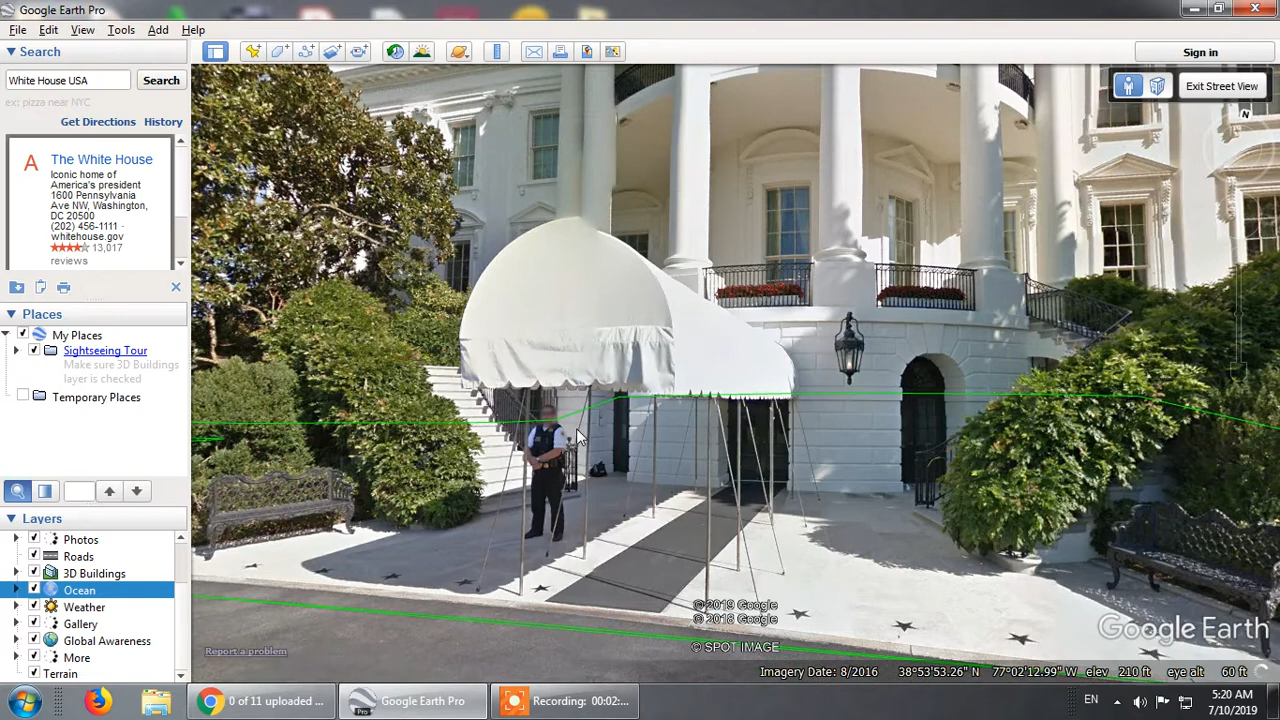 Google Earth Pro
File Edit View Tools Add Help
Search
White House USA
Search
ex: pizza near NYC
Get Directions History
A
The White House
Iconic home of
America's president
1600 Pennsylvania
Ave NW, Washington,
DC 20500
(202) 456-1111 ·
whitehouse.gov
13,017
reviews
Places
My Places
Sightseeing Tour
Make sure 3D Buildings
layer is checked
Temporary Places
Layers
Photos
Roads
3D Buildings
Ocean
Weather
Gallery
Global Awareness
More
Terrain
Sign in
Exit Street View
N
© 2019 Google
© 2018 Google
© SPOT IMAGE
Google Earth
Report a problem
Imagery Date: 8/2016 38°53'53.26" N 77°02'12.99" W elev 210 ft eye alt 60 ft
0 of 11 uploaded ...
Pro
Google Earth Pro
Recording: 00:02:...
EN
5:20 AM
7/10/2019